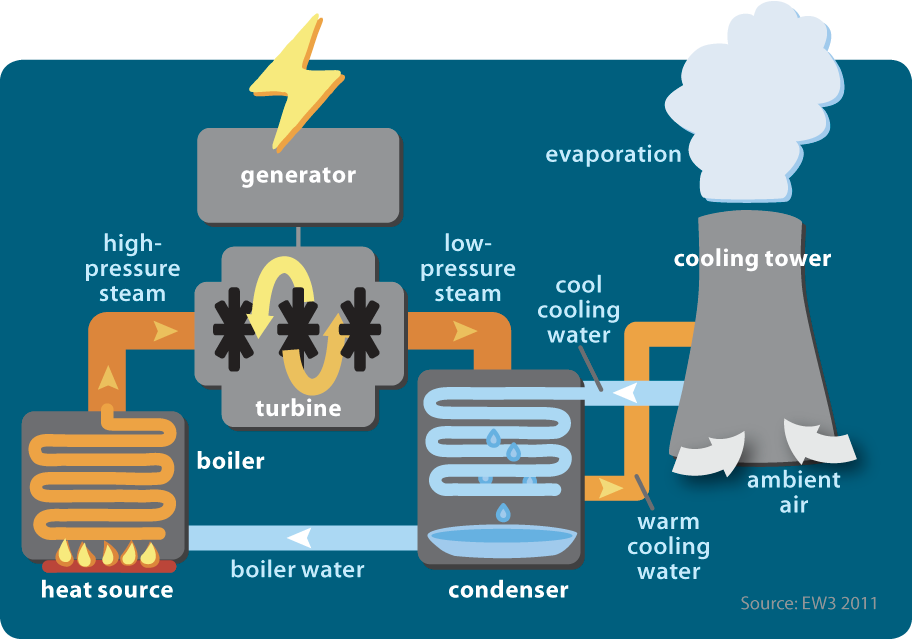 evaporation
generator
high-
pressure
steam
low-
pressure
steam
cooling tower
cool
cooling
water
turbine
boiler
ambient
air
warm
cooling
water
boiler water
heat source
condenser
Source: EW3 2011